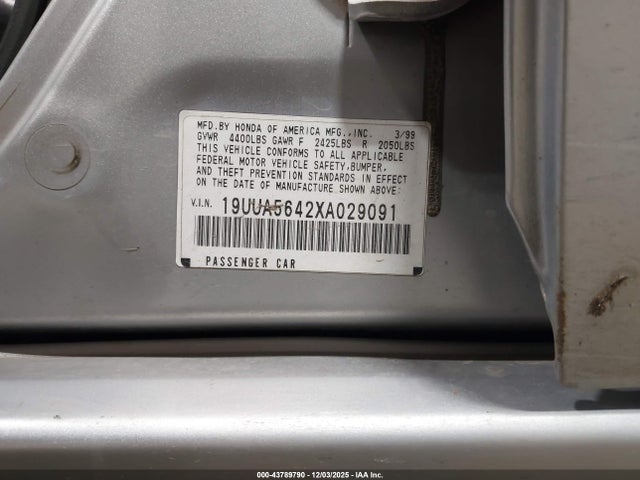 MFD.BY HONDA OF AMERICA MFG.,INC. 3/99
GVWR 4400LBS GAWR F 2425LBS R 2050LBS
THIS VEHICLE CONFORMS TO ALL APPLICABLE
FEDERAL MOTOR VEHICLE SAFETY,BUMPER,
AND THEFT PREVENTION STANDARDS IN EFFECT
ON THE DATE OF MANUFACTURE SHOWN ABOVE:
V.I.N. 19UUA5642XA029091
PASSENGER CAR
000-43789790 - 12/03/2025 - IAA Inc.